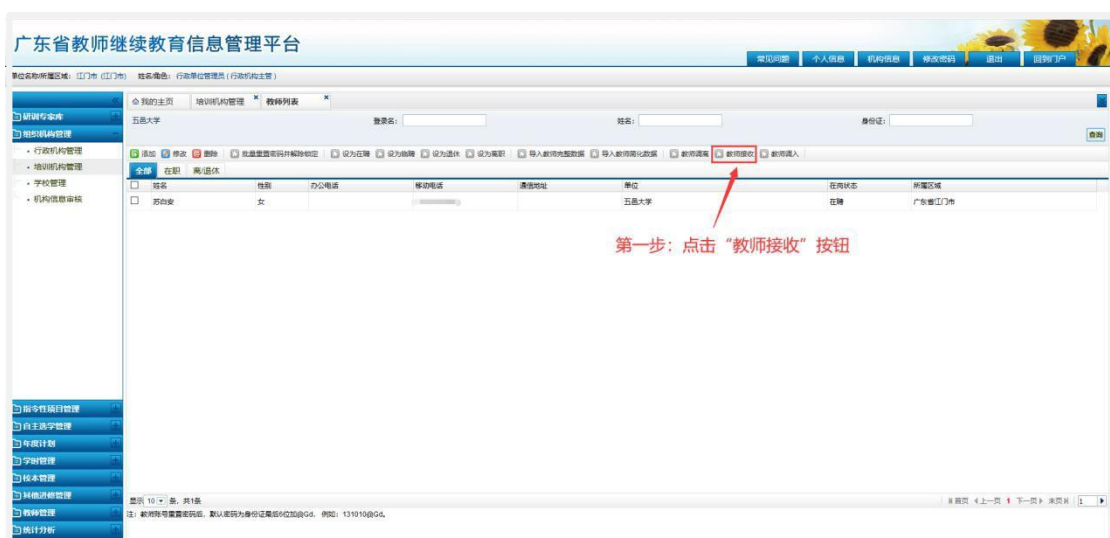 广东省教师继续教育信息管理平台
常见问题 个人信息 机构信息 修改密码 退出 回到门户
单位名称/所属区域: 江门市 (江门市) 姓名/角色: 行政单位管理员 (行政机构主管)
我的主页 培训机构管理 教师列表
研训专家库
五邑大学 登录名: 姓名: 身份证:
组织机构管理
查询
行政机构管理
添加 修改 删除 批量重置密码并解除锁定 设为在聘 设为临聘 设为退休 设为离职 导入教师完整数据 导入教师简化数据 教师调离 教师接收 教师调入
培训机构管理
全部 在职 离/退休
学校管理
姓名 性别 办公电话 移动电话 通信地址 单位 在岗状态 所属区域
机构信息审核
苏白安 女 五邑大学 在聘 广东省江门市
第一步：点击“教师接收”按钮
指令性项目管理
自主选学管理
年度计划
学时管理
校本管理
其他进修管理
显示 10 条, 共1条
首页 上一页 1 下一页 末页 1
教师管理
注: 教师账号重置密码后, 默认密码为身份证最后6位加@Gd, 例如: 131010@Gd。
统计分析